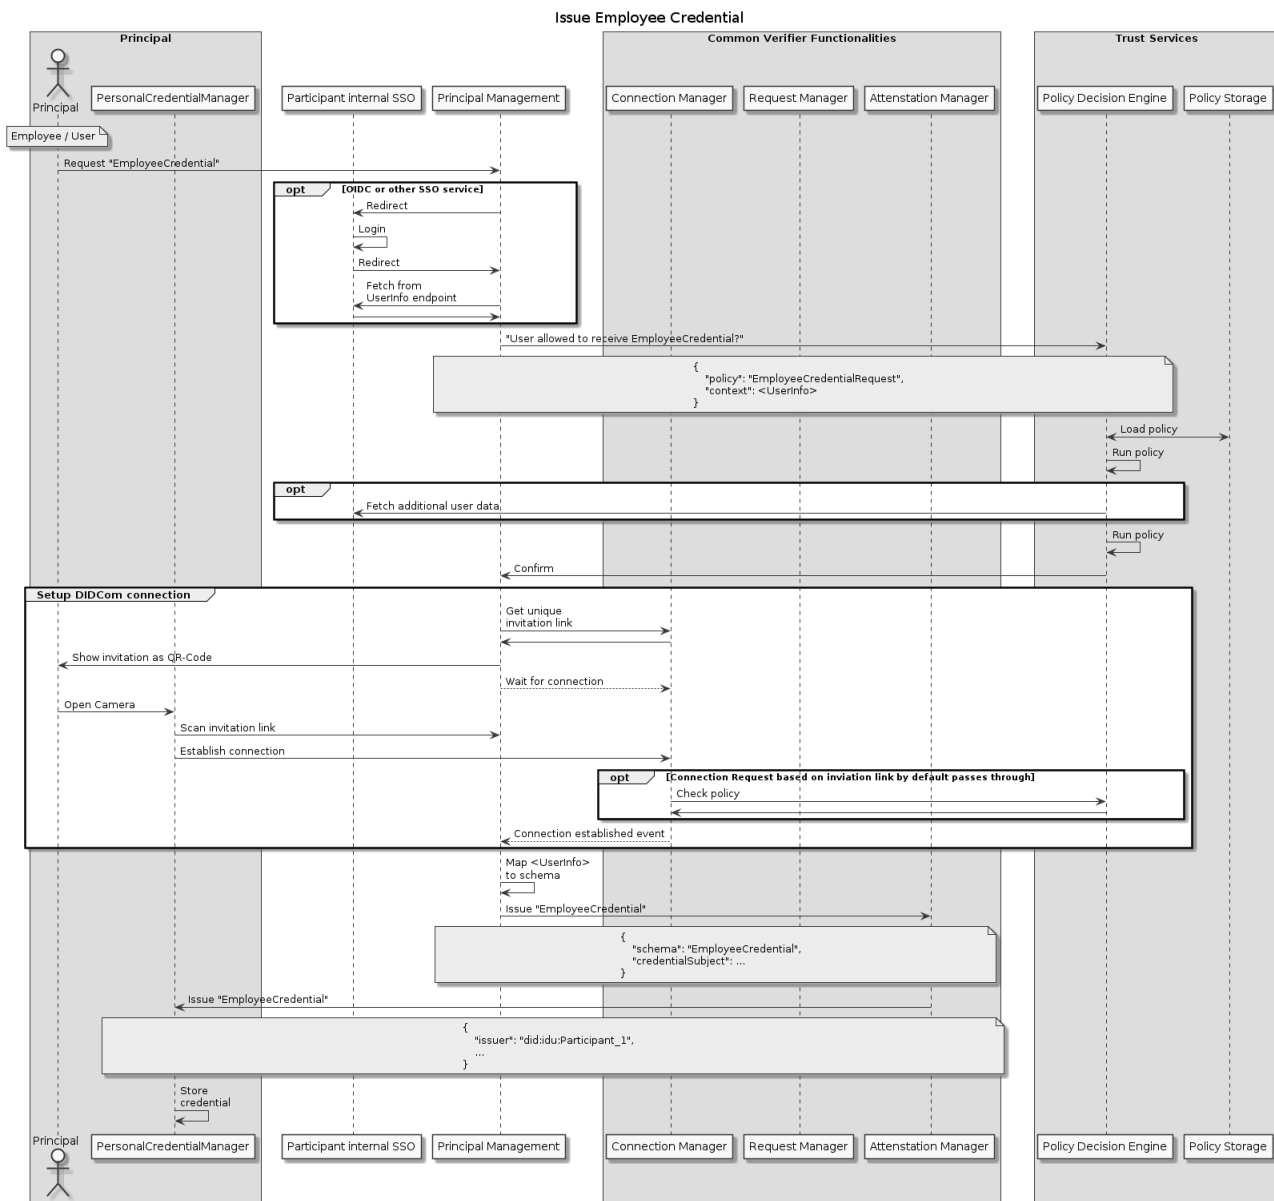 Issue Employee Credential
Principal
Common Verifier Functionalities
Trust Services
Principal
PersonalCredentialManager
Participant internal SSO
Principal Management
Connection Manager
Request Manager
Attenstation Manager
Policy Decision Engine
Policy Storage
Employee / User
Request "EmployeeCredential"
opt
[OIDC or other SSO service]
Redirect
Login
Redirect
Fetch from
UserInfo endpoint
"User allowed to receive EmployeeCredential?"
{
"policy": "EmployeeCredentialRequest",
"context": <UserInfo>
}
Load policy
Run policy
opt
Fetch additional user data
Run policy
Confirm
Setup DIDCom connection
Get unique
invitation link
Show invitation as QR-Code
Wait for connection
Open Camera
Scan invitation link
Establish connection
opt
[Connection Request based on inviation link by default passes through]
Check policy
Connection established event
Map <UserInfo>
to schema
Issue "EmployeeCredential"
{
"schema": "EmployeeCredential",
"credentialSubject": ...
}
Issue "EmployeeCredential"
{
"issuer": "did:idu:Participant_1",
...
}
Store
credential
Principal
PersonalCredentialManager
Participant internal SSO
Principal Management
Connection Manager
Request Manager
Attenstation Manager
Policy Decision Engine
Policy Storage